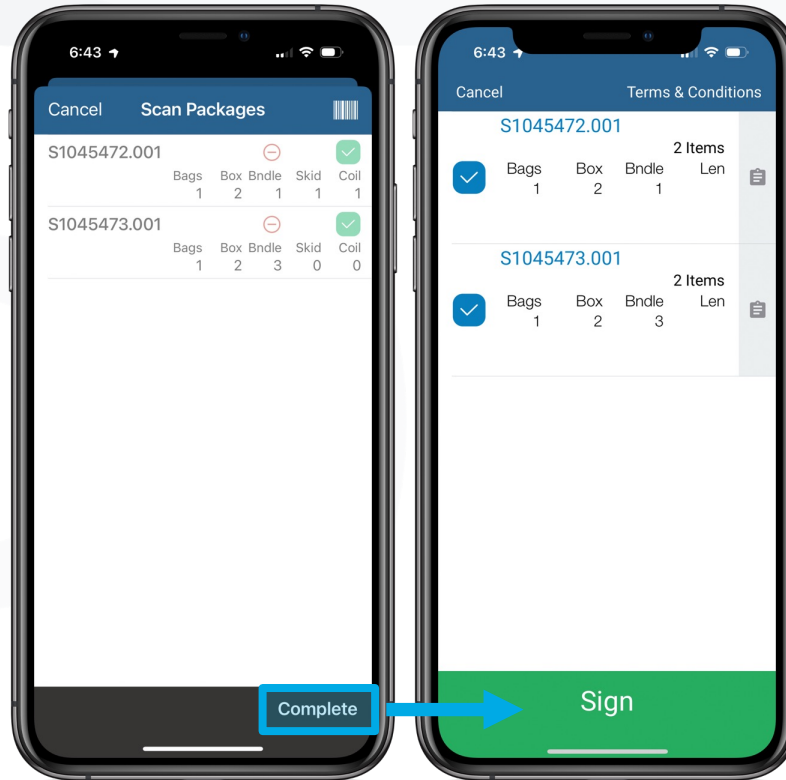 6:43
Cancel Scan Packages
S1045472.001
Bags Box Bndle Skid Coil
1 2 1 1 1
S1045473.001
Bags Box Bndle Skid Coil
1 2 3 0 0
Complete
6:43
Cancel Terms & Conditions
S1045472.001
2 Items
Bags Box Bndle Len
1 2 1
S1045473.001
2 Items
Bags Box Bndle Len
1 2 3
Sign